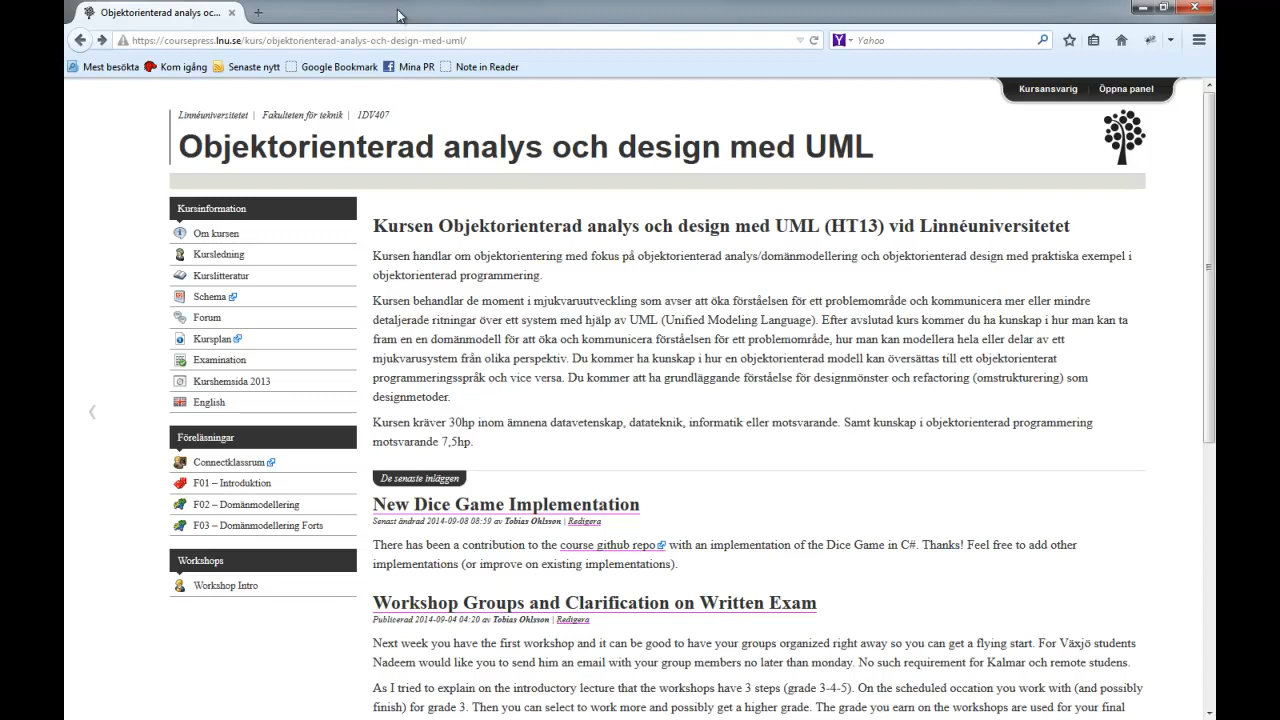 Objektorienterad analys oc...
https://coursepress.lnu.se/kurs/objektorienterad-analys-och-design-med-uml/
Yahoo
Mest besökta Kom igång Senaste nytt Google Bookmark Mina PR Note in Reader
Kursansvarig Öppna panel
Linnéuniversitetet | Fakulteten för teknik | 1DV407
Objektorienterad analys och design med UML
Kursinformation
Om kursen
Kursledning
Kurslitteratur
Schema
Forum
Kursplan
Examination
Kurshemsida 2013
English
Föreläsningar
Connectklassrum
F01 – Introduktion
F02 – Domänmodellering
F03 – Domänmodellering Forts
Workshops
Workshop Intro
Kursen Objektorienterad analys och design med UML (HT13) vid Linnéuniversitetet
Kursen handlar om objektorientering med fokus på objektorienterad analys/domänmodellering och objektorienterad design med praktiska exempel i
objektorienterad programmering.
Kursen behandlar de moment i mjukvaruutveckling som avser att öka förståelsen för ett problemområde och kommunicera mer eller mindre
detaljerade ritningar över ett system med hjälp av UML (Unified Modeling Language). Efter avslutad kurs kommer du ha kunskap i hur man kan ta
fram en en domänmodell för att öka och kommunicera förståelsen för ett problemområde, hur man kan modellera hela eller delar av ett
mjukvarusystem från olika perspektiv. Du kommer att ha kunskap i hur en objektorienterad modell kan översättas till ett objektorienterat
programmeringsspråk och vice versa. Du kommer att ha grundläggande förståelse för designmönster och refactoring (omstrukturering) som
designmetoder.
Kursen kräver 30hp inom ämnena datavetenskap, datateknik, informatik eller motsvarande. Samt kunskap i objektorienterad programmering
motsvarande 7,5hp.
De senaste inläggen
New Dice Game Implementation
Senast ändrad 2014-09-08 08:59 av Tobias Ohlsson | Redigera
There has been a contribution to the course github repo with an implementation of the Dice Game in C#. Thanks! Feel free to add other
implementations (or improve on existing implementations).
Workshop Groups and Clarification on Written Exam
Publicerad 2014-09-04 04:20 av Tobias Ohlsson | Redigera
Next week you have the first workshop and it can be good to have your groups organized right away so you can get a flying start. For Växjö students
Nadeem would like you to send him an email with your group members no later than monday. No such requirement for Kalmar och remote studens.
As I tried to explain on the introductory lecture that the workshops have 3 steps (grade 3-4-5). On the scheduled occation you work with (and possibly
finish) for grade 3. Then you can select to work more and possibly get a higher grade. The grade you earn on the workshops are used for your final